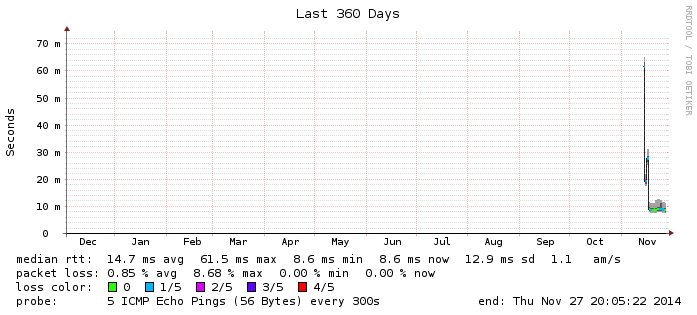 Last 360 Days
RRDTOOL / TOBI OETIKER
Seconds
70 m
60 m
50 m
40 m
30 m
20 m
10 m
0
Dec Jan Feb Mar Apr May Jun Jul Aug Sep Oct Nov
median rtt: 14.7 ms avg 61.5 ms max 8.6 ms min 8.6 ms now 12.9 ms sd 1.1 am/s
packet loss: 0.85 % avg 8.68 % max 0.00 % min 0.00 % now
loss color: 0 1/5 2/5 3/5 4/5
probe: 5 ICMP Echo Pings (56 Bytes) every 300s end: Thu Nov 27 20:05:22 2014